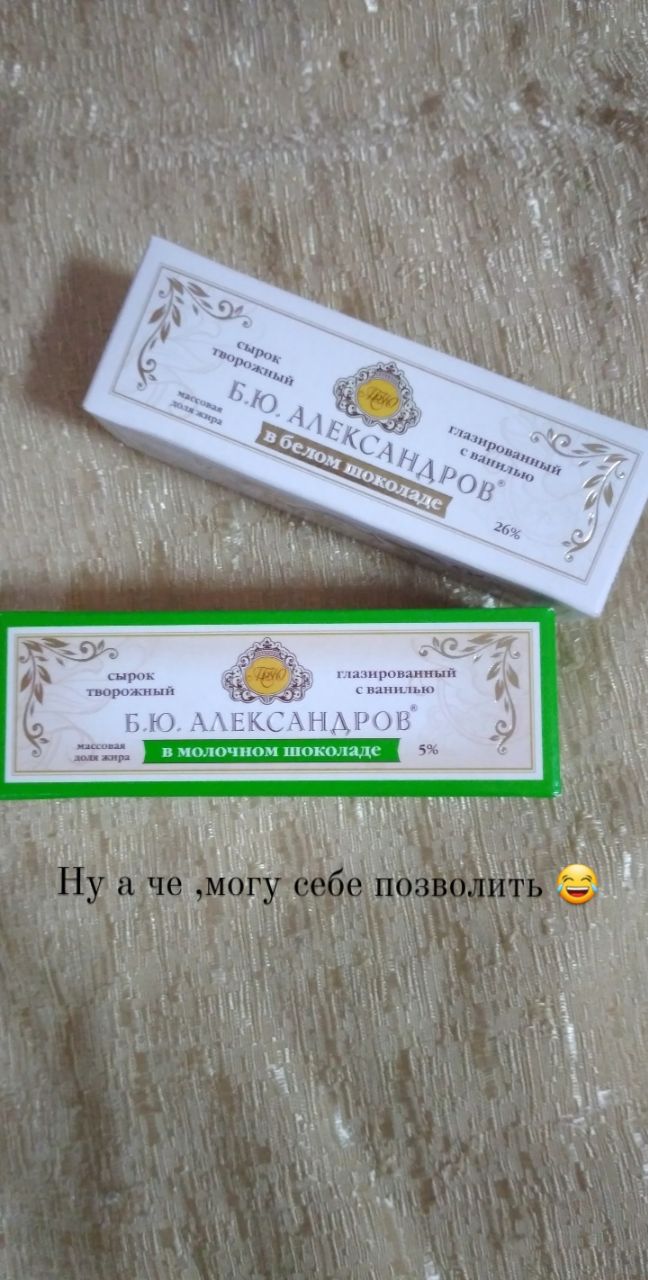 сырок
творожный
глазированный
с ванилью
Б.Ю. АЛЕКСАНДРОВ®
в белом шоколаде
массовая
доля жира
26%
сырок
творожный
глазированный
с ванилью
Б.Ю. АЛЕКСАНДРОВ®
массовая
доля жира
в молочном шоколаде
5%
Ну а че ,могу себе позволить 😂